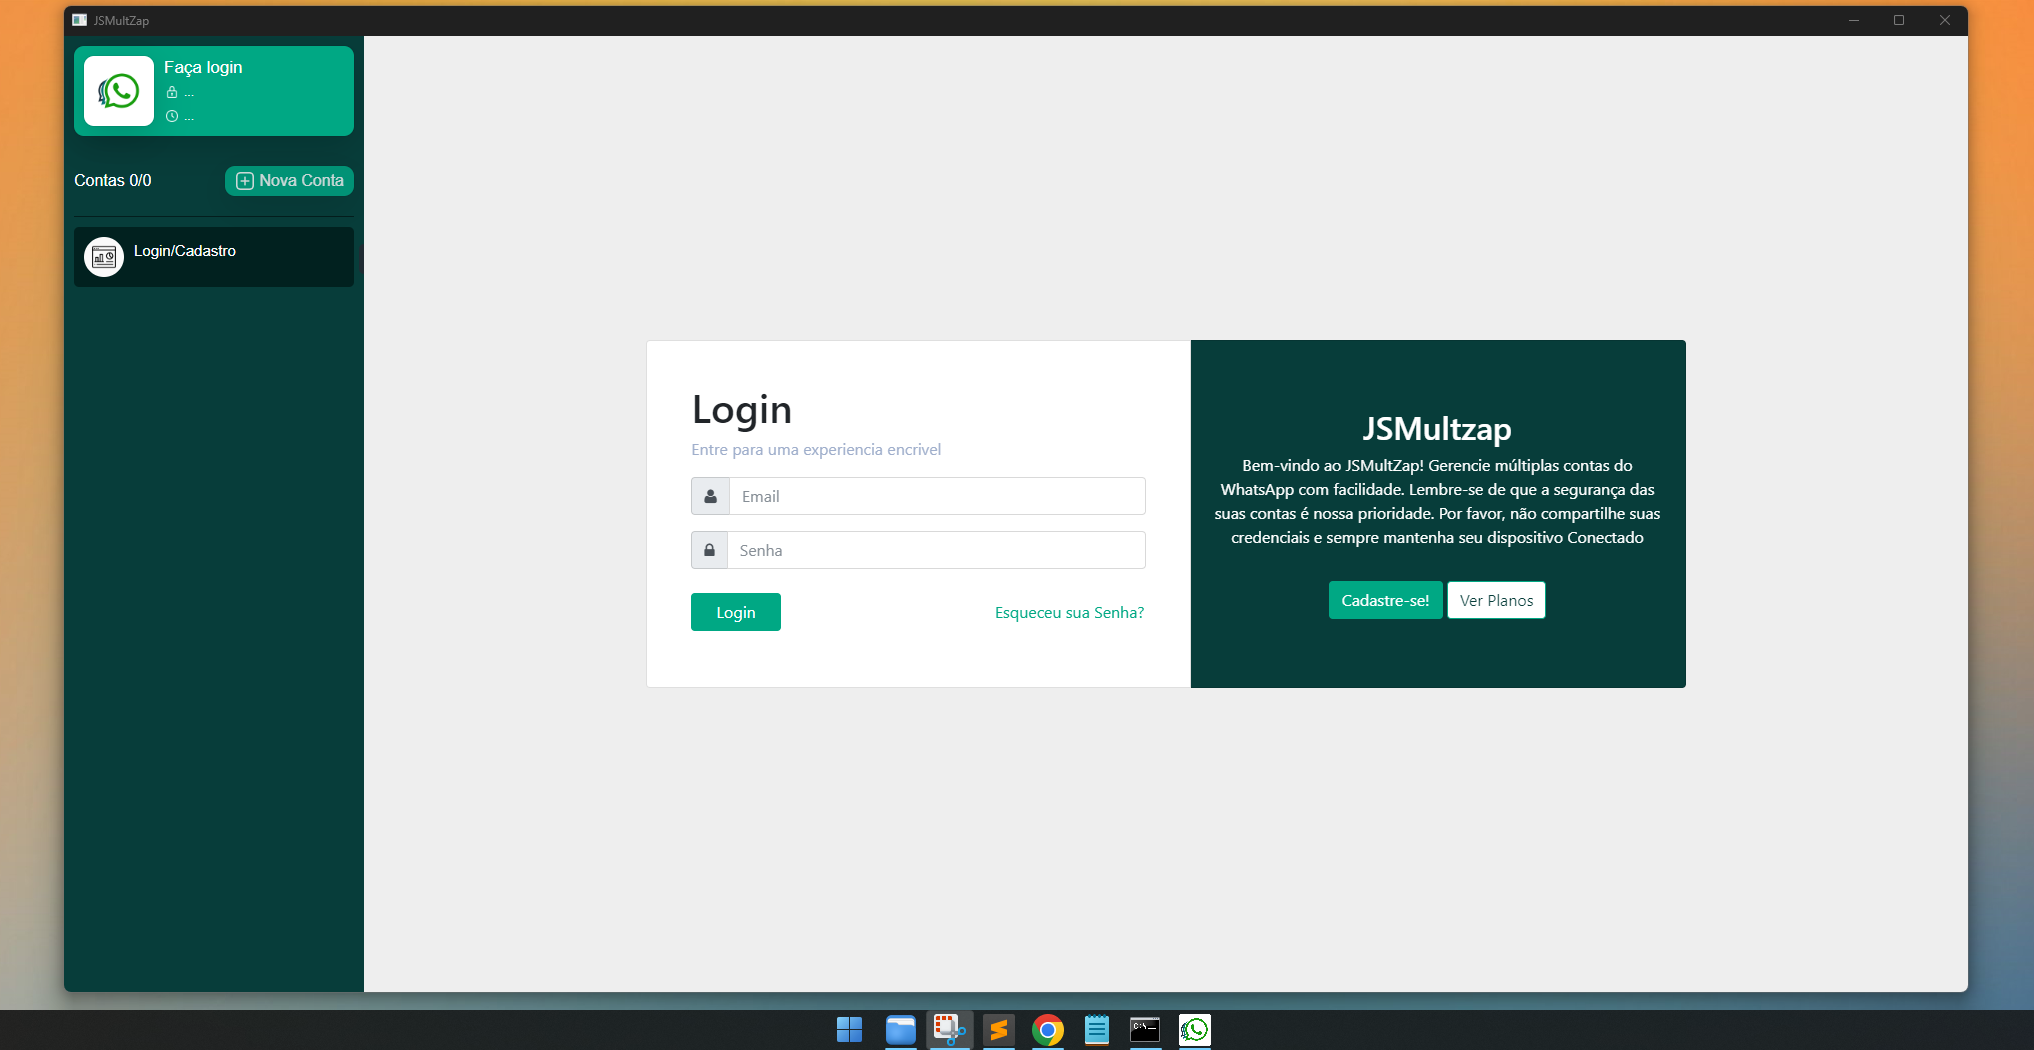 JSMultZap
Faça login
...
...
Contas 0/0
Nova Conta
Login/Cadastro
Login
Entre para uma experiencia encrivel
Email
Senha
Login
Esqueceu sua Senha?
JSMultzap
Bem-vindo ao JSMultZap! Gerencie múltiplas contas do
WhatsApp com facilidade. Lembre-se de que a segurança das
suas contas é nossa prioridade. Por favor, não compartilhe suas
credenciais e sempre mantenha seu dispositivo Conectado
Cadastre-se!
Ver Planos
C:\._